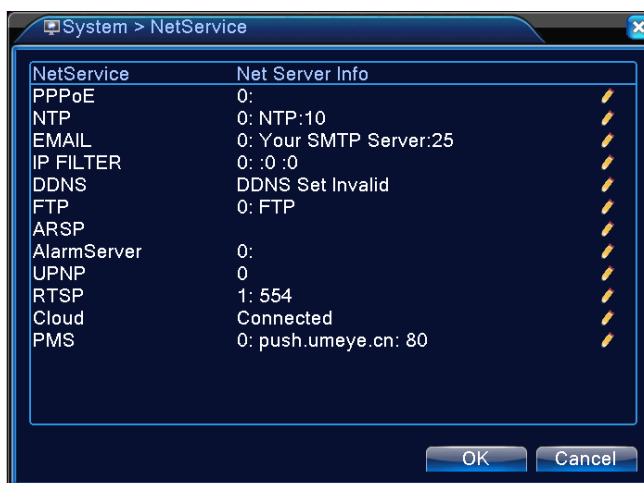 System > NetService
NetService Net Server Info
PPPoE 0:
NTP 0: NTP:10
EMAIL 0: Your SMTP Server:25
IP FILTER 0: :0 :0
DDNS DDNS Set Invalid
FTP 0: FTP
ARSP
AlarmServer 0:
UPNP 0
RTSP 1: 554
Cloud Connected
PMS 0: push.umeye.cn: 80
OK Cancel